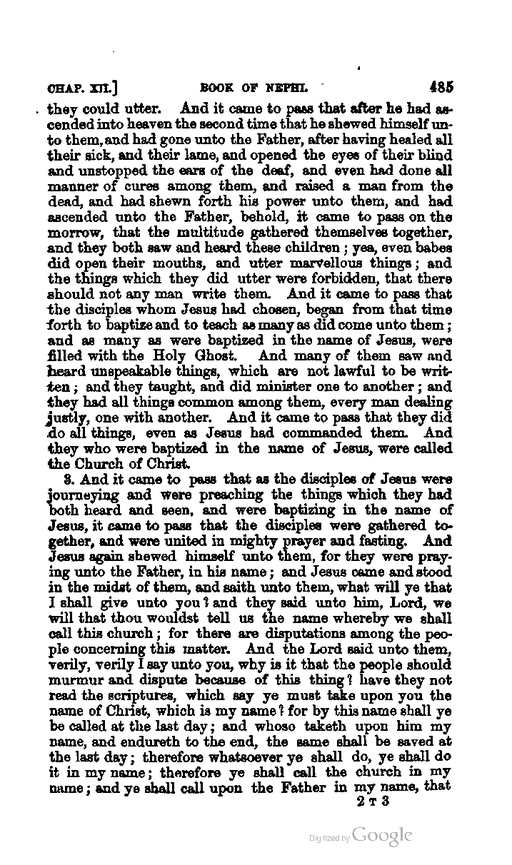 CHAP. XII.] BOOK OF NEPHI. 485
they could utter. And it came to pass that after he had as-
cended into heaven the second time that he shewed himself un-
to them, and had gone unto the Father, after having healed all
their sick, and their lame, and opened the eyes of their blind
and unstopped the ears of the deaf, and even had done all
manner of cures among them, and raised a man from the
dead, and had shewn forth his power unto them, and had
ascended unto the Father, behold, it came to pass on the
morrow, that the multitude gathered themselves together,
and they both saw and heard these children; yea, even babes
did open their mouths, and utter marvellous things; and
the things which they did utter were forbidden, that there
should not any man write them. And it came to pass that
the disciples whom Jesus had chosen, began from that time
forth to baptize and to teach as many as did come unto them;
and as many as were baptized in the name of Jesus, were
filled with the Holy Ghost. And many of them saw and
heard unspeakable things, which are not lawful to be writ-
ten; and they taught, and did minister one to another; and
they had all things common among them, every man dealing
justly, one with another. And it came to pass that they did
do all things, even as Jesus had commanded them. And
they who were baptized in the name of Jesus, were called
the Church of Christ.
3. And it came to pass that as the disciples of Jesus were
journeying and were preaching the things which they had
both heard and seen, and were baptizing in the name of
Jesus, it came to pass that the disciples were gathered to-
gether, and were united in mighty prayer and fasting. And
Jesus again shewed himself unto them, for they were pray-
ing unto the Father, in his name; and Jesus came and stood
in the midst of them, and saith unto them, what will ye that
I shall give unto you? and they said unto him, Lord, we
will that thou wouldst tell us the name whereby we shall
call this church; for there are disputations among the peo-
ple concerning this matter. And the Lord said unto them,
verily, verily I say unto you, why is it that the people should
murmur and dispute because of this thing? have they not
read the scriptures, which say ye must take upon you the
name of Christ, which is my name? for by this name shall ye
be called at the last day; and whoso taketh upon him my
name, and endureth to the end, the same shall be saved at
the last day; therefore whatsoever ye shall do, ye shall do
it in my name; therefore ye shall call the church in my
name; and ye shall call upon the Father in my name, that
2 T 3
Digitized by Google